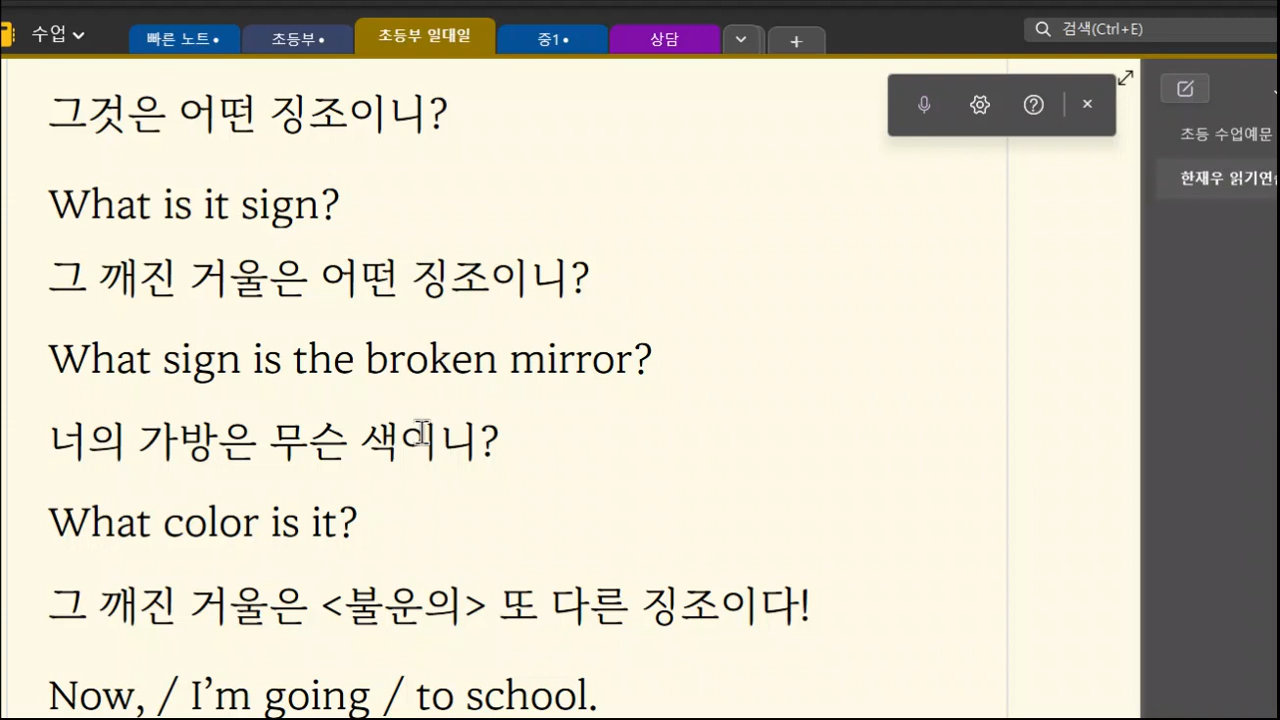 수업
빠른 노트•
초등부•
초등부 일대일
중1•
상담
검색(Ctrl+E)
그것은 어떤 징조이니?
초등 수업예문
What is it sign?
한재우 읽기연
그 깨진 거울은 어떤 징조이니?
What sign is the broken mirror?
너의 가방은 무슨 색이니?
What color is it?
그 깨진 거울은 <불운의> 또 다른 징조이다!
Now, / I'm going / to school.